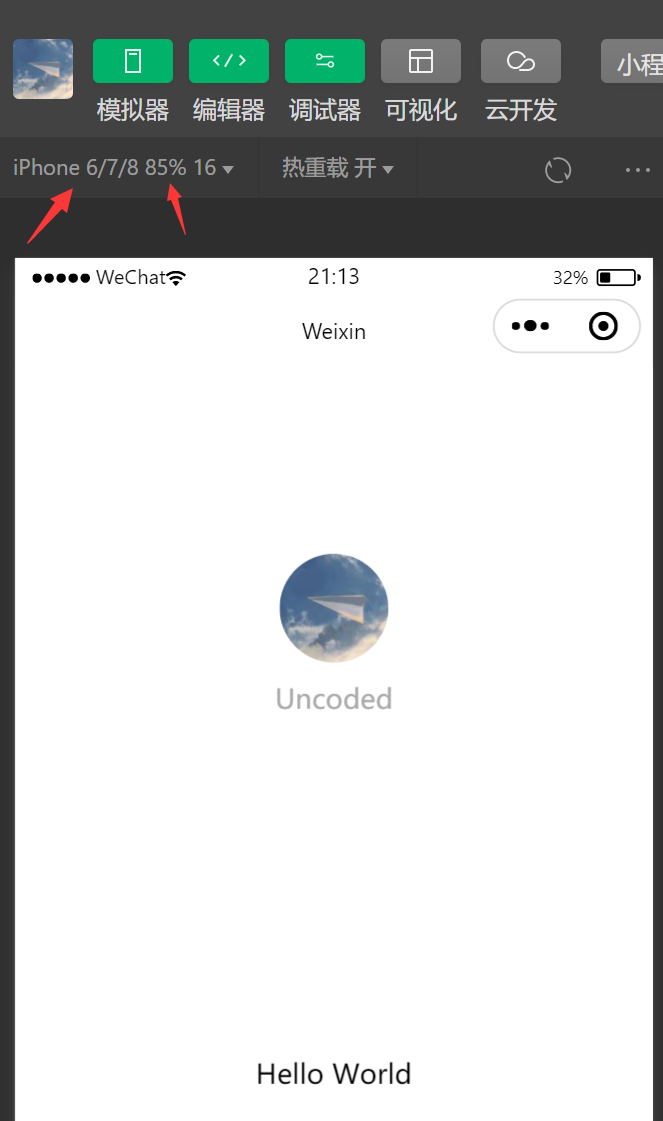 模拟器 编辑器 调试器 可视化 云开发 小程
iPhone 6/7/8 85% 16 热重载 开
WeChat 21:13 32%
Weixin
Uncoded
Hello World